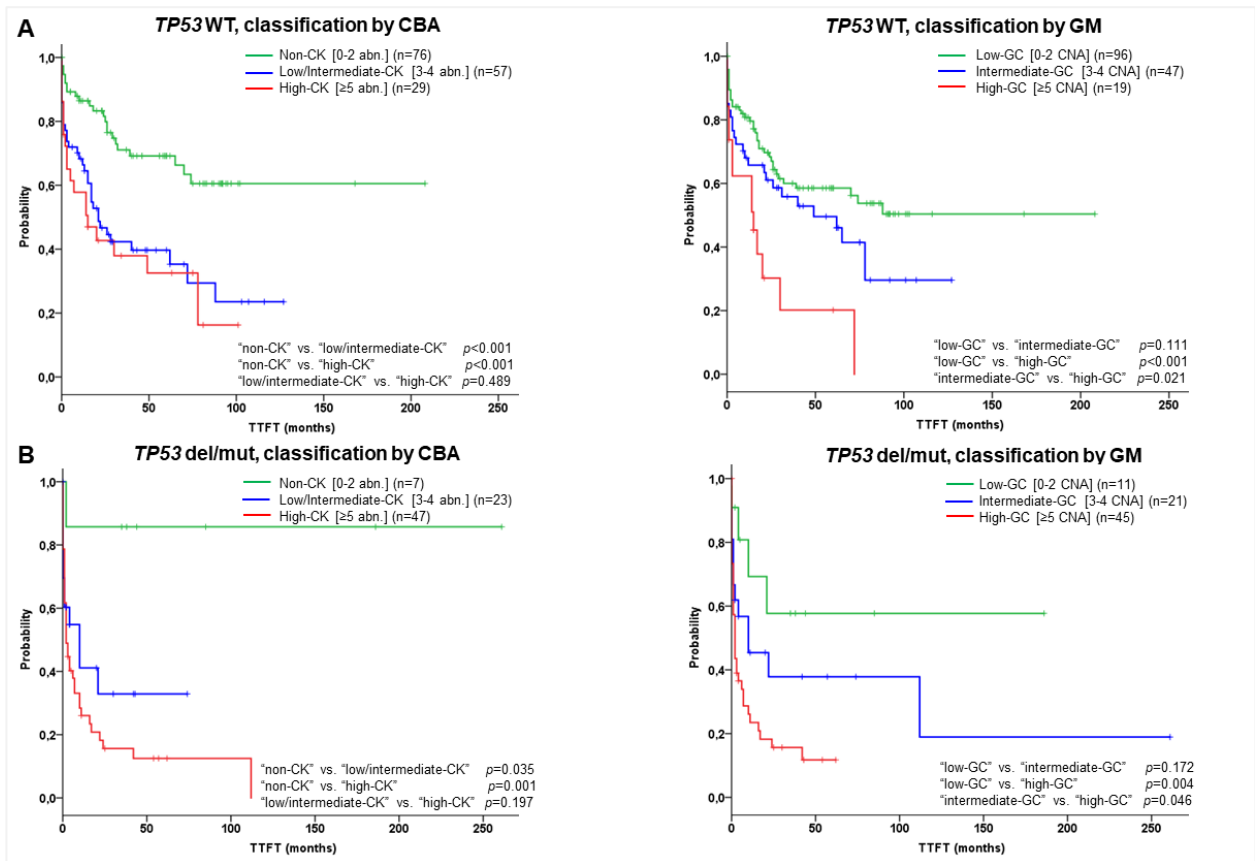 A
TP53 WT, classification by CBA
Non-CK [0-2 abn.] (n=76)
Low/Intermediate-CK [3-4 abn.] (n=57)
High-CK [≥5 abn.] (n=29)
1,0
0,8
0,6
0,4
0,2
0,0
Probability
"non-CK" vs. "low/intermediate-CK" p<0.001
"non-CK" vs. "high-CK" p<0.001
"low/intermediate-CK" vs. "high-CK" p=0.489
0 50 100 150 200 250
TTFT (months)
TP53 WT, classification by GM
Low-GC [0-2 CNA] (n=96)
Intermediate-GC [3-4 CNA] (n=47)
High-GC [≥5 CNA] (n=19)
1,0
0,8
0,6
0,4
0,2
0,0
Probability
"low-GC" vs. "intermediate-GC" p=0.111
"low-GC" vs. "high-GC" p<0.001
"intermediate-GC" vs. "high-GC" p=0.021
0 50 100 150 200 250
TTFT (months)
B
TP53 del/mut, classification by CBA
Non-CK [0-2 abn.] (n=7)
Low/Intermediate-CK [3-4 abn.] (n=23)
High-CK [≥5 abn.] (n=47)
1,0
0,8
0,6
0,4
0,2
0,0
Probability
"non-CK" vs. "low/intermediate-CK" p=0.035
"non-CK" vs. "high-CK" p=0.001
"low/intermediate-CK" vs. "high-CK" p=0.197
0 50 100 150 200 250
TTFT (months)
TP53 del/mut, classification by GM
Low-GC [0-2 CNA] (n=11)
Intermediate-GC [3-4 CNA] (n=21)
High-GC [≥5 CNA] (n=45)
1,0
0,8
0,6
0,4
0,2
0,0
Probability
"low-GC" vs. "intermediate-GC" p=0.172
"low-GC" vs. "high-GC" p=0.004
"intermediate-GC" vs. "high-GC" p=0.046
0 50 100 150 200 250
TTFT (months)